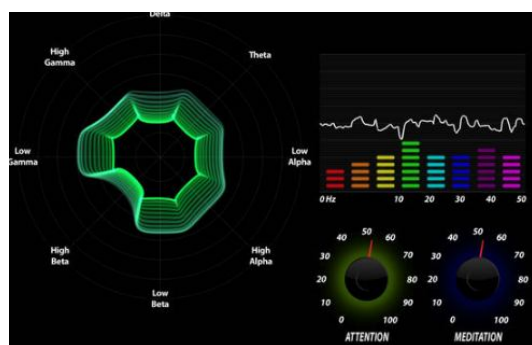 Delta
High
Gamma
Theta
Low
Gamma
Low
Alpha
High
Beta
High
Alpha
Low
Beta
0 Hz 10 20 30 40 50
40 50 60
30 70
20 80
10 90
0 100
ATTENTION
40 50 60
30 70
20 80
10 90
0 100
MEDITATION